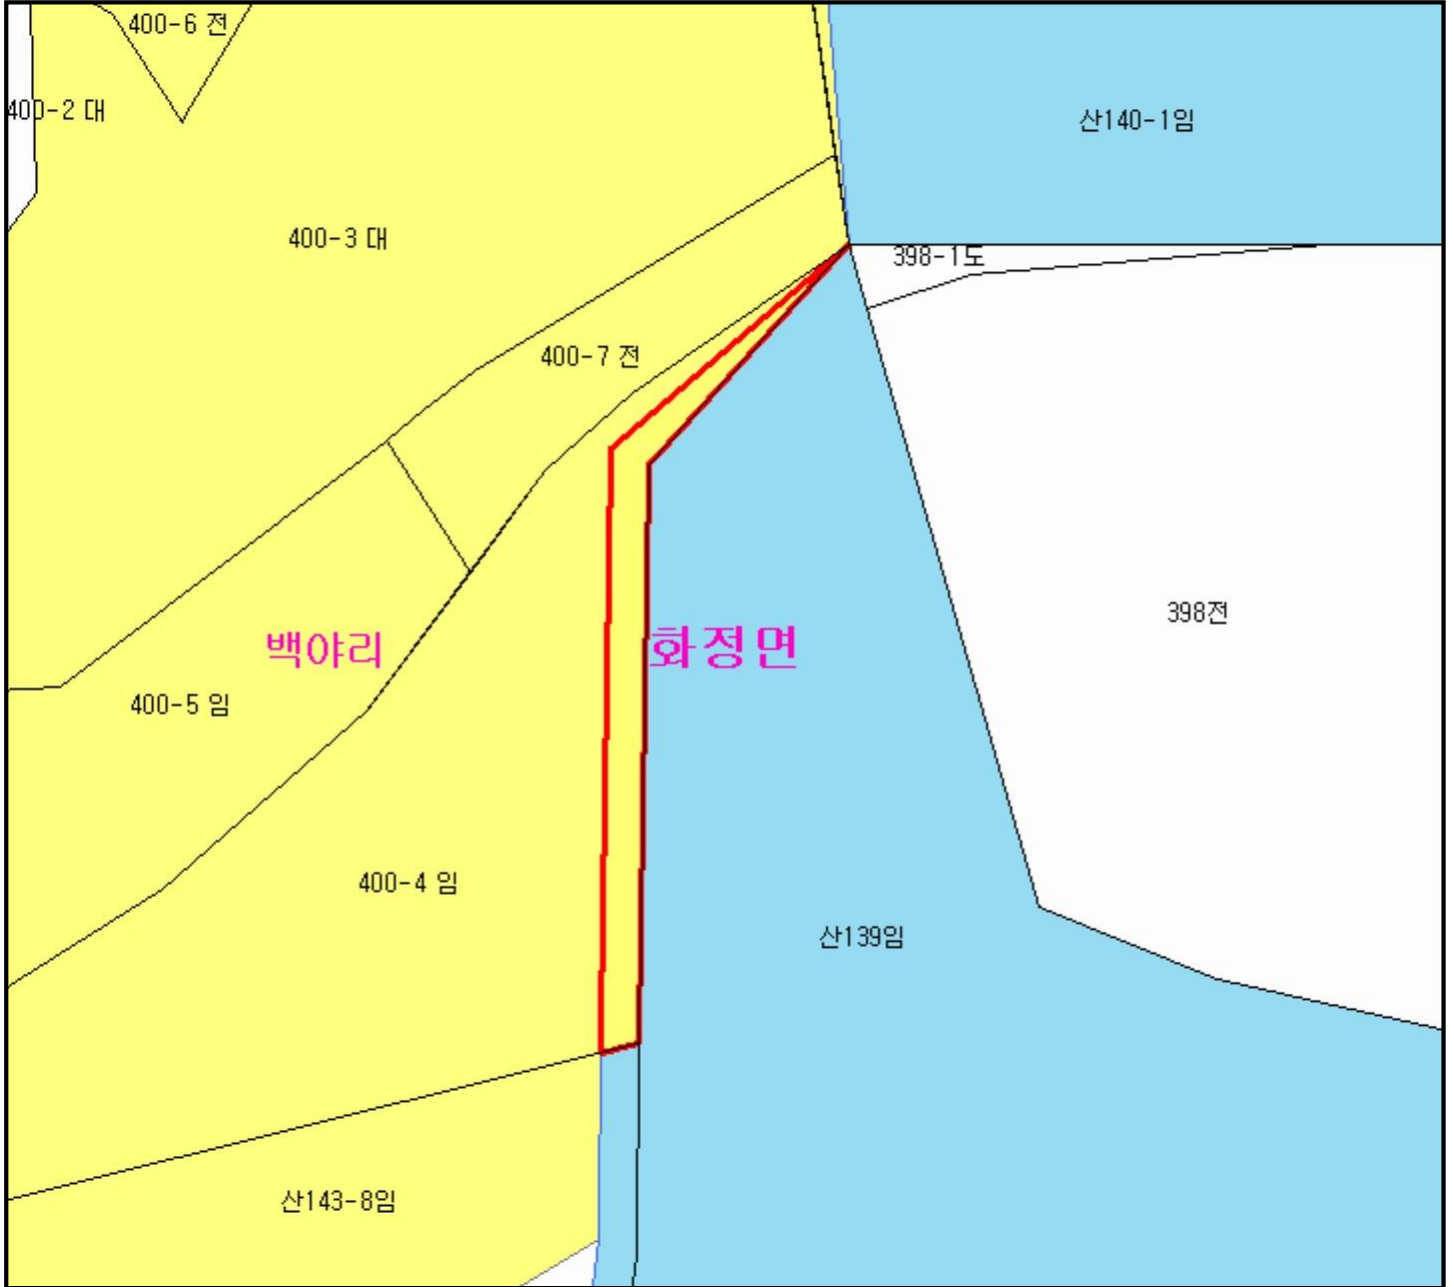 400-6 전
400-2 대
산140-1임
400-3 대
398-1도
400-7 전
398전
백야리
화정면
400-5 임
400-4 임
산139임
산143-8임